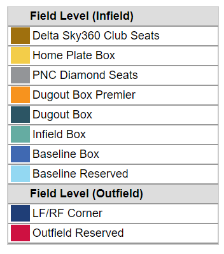 Field Level (Infield)
Delta Sky360 Club Seats
Home Plate Box
PNC Diamond Seats
Dugout Box Premier
Dugout Box
Infield Box
Baseline Box
Baseline Reserved
Field Level (Outfield)
LF/RF Corner
Outfield Reserved